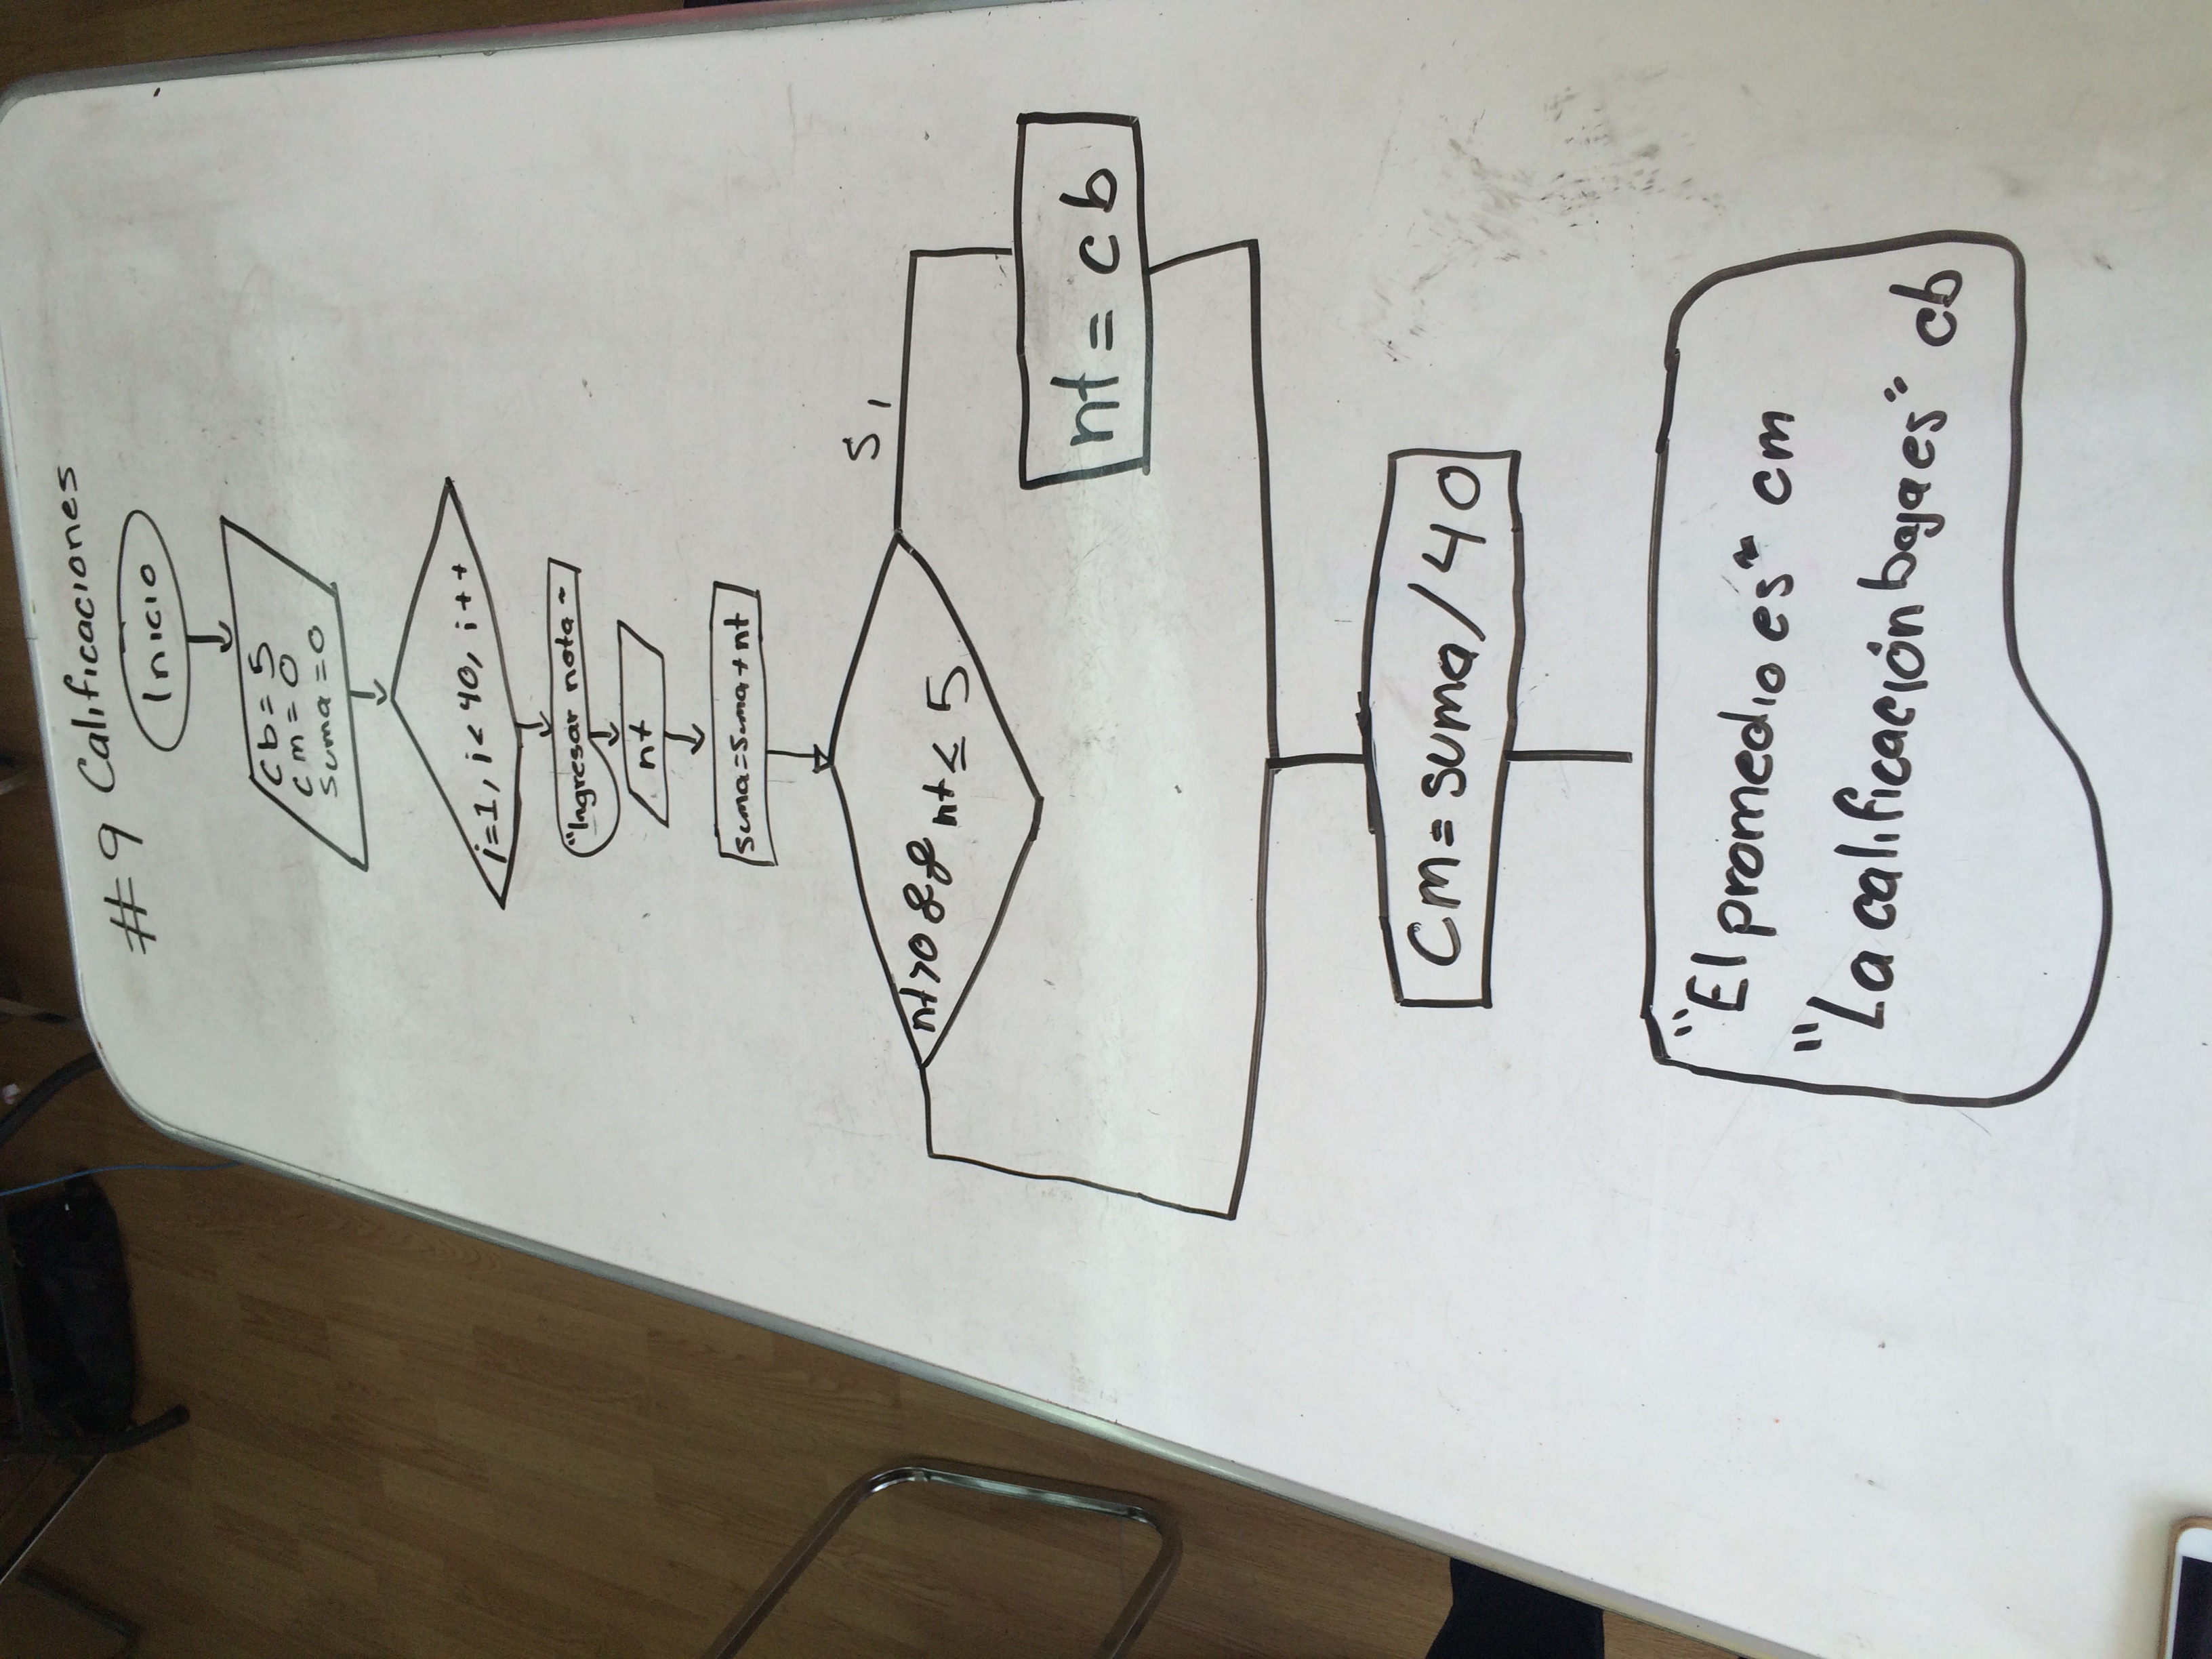 #9 Calificaciones
Inicio
cb=5
cm=0
suma=0
i=1, i<40, i++
"Ingresar nota"
nt
suma=suma+nt
nt>0 && nt≤5
Si
nt=cb
Cm=suma/40
"El promedio es" cm
"La calificación baja es" cb